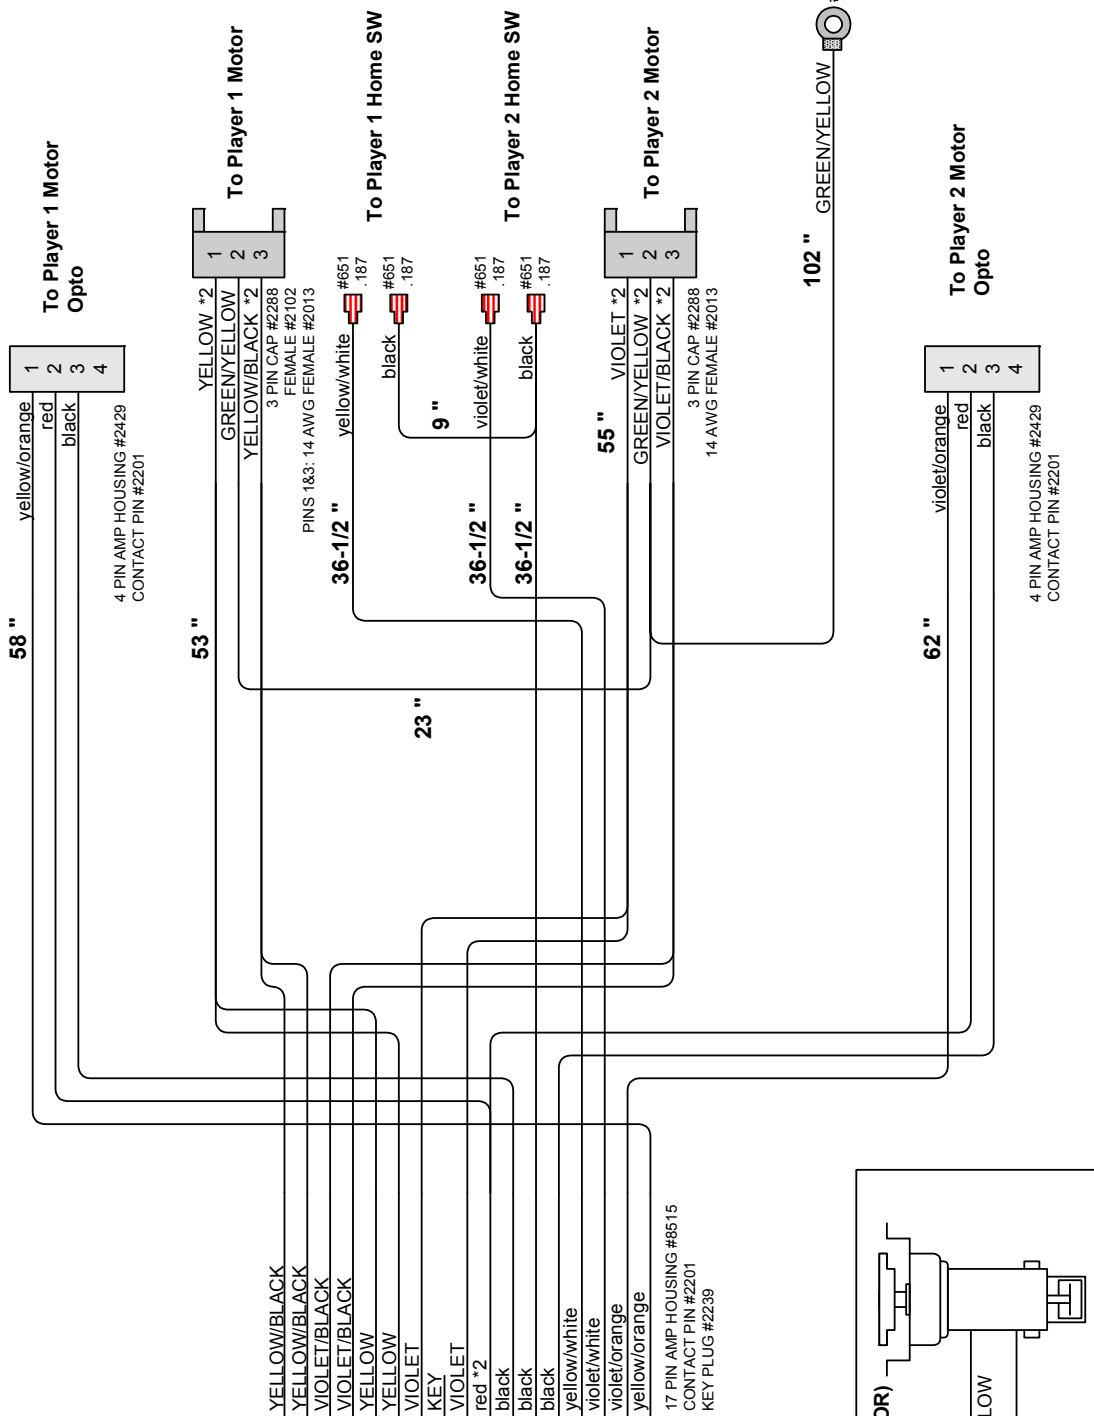 58 "
yellow/orange
red
black
1
2
3
4
To Player 1 Motor
Opto
4 PIN AMP HOUSING #2429
CONTACT PIN #2201
53 "
YELLOW *2
GREEN/YELLOW
YELLOW/BLACK *2
1
2
3
To Player 1 Motor
3 PIN CAP #2288
FEMALE #2102
PINS 1&3: 14 AWG FEMALE #2013
36-1/2 "
yellow/white
#651
.187
To Player 1 Home SW
black
#651
.187
9 "
23 "
36-1/2 "
violet/white
#651
.187
To Player 2 Home SW
36-1/2 "
black
#651
.187
55 "
VIOLET *2
GREEN/YELLOW *2
VIOLET/BLACK *2
1
2
3
To Player 2 Motor
3 PIN CAP #2288
14 AWG FEMALE #2013
102 "
GREEN/YELLOW
62 "
violet/orange
red
black
1
2
3
4
To Player 2 Motor
Opto
4 PIN AMP HOUSING #2429
CONTACT PIN #2201
YELLOW/BLACK
YELLOW/BLACK
VIOLET/BLACK
VIOLET/BLACK
YELLOW
YELLOW
VIOLET
KEY
VIOLET
red *2
black
black
black
yellow/white
violet/white
violet/orange
yellow/orange
17 PIN AMP HOUSING #8515
CONTACT PIN #2201
KEY PLUG #2239
OR)
LOW